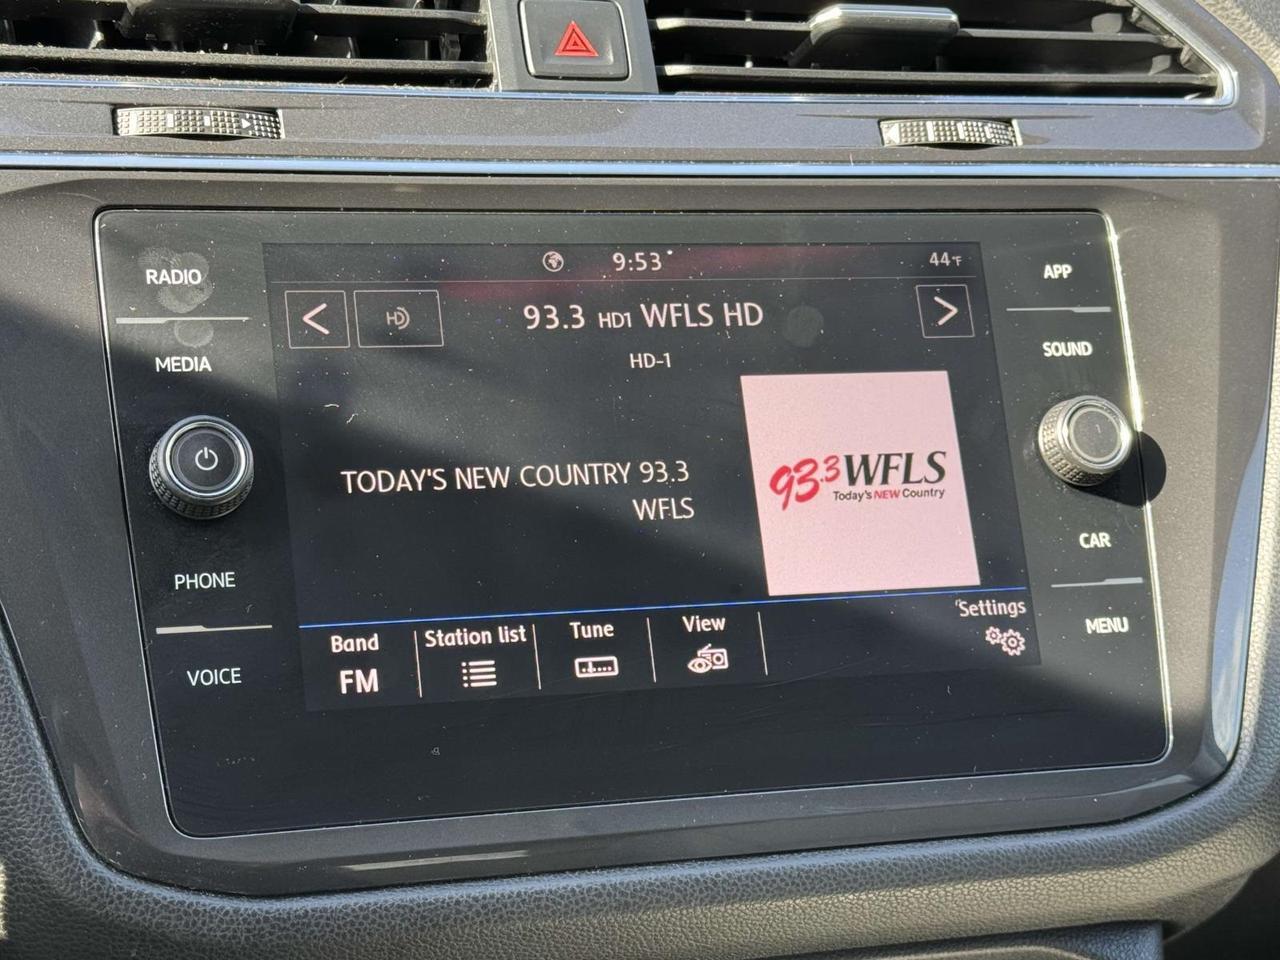 RADIO
MEDIA
PHONE
VOICE
9:53
44°F
HD
93.3 HD1 WFLS HD
HD-1
TODAY'S NEW COUNTRY 93.3
WFLS
93.3 WFLS
Today's NEW Country
Band
FM
Station list
Tune
View
Settings
APP
SOUND
CAR
MENU